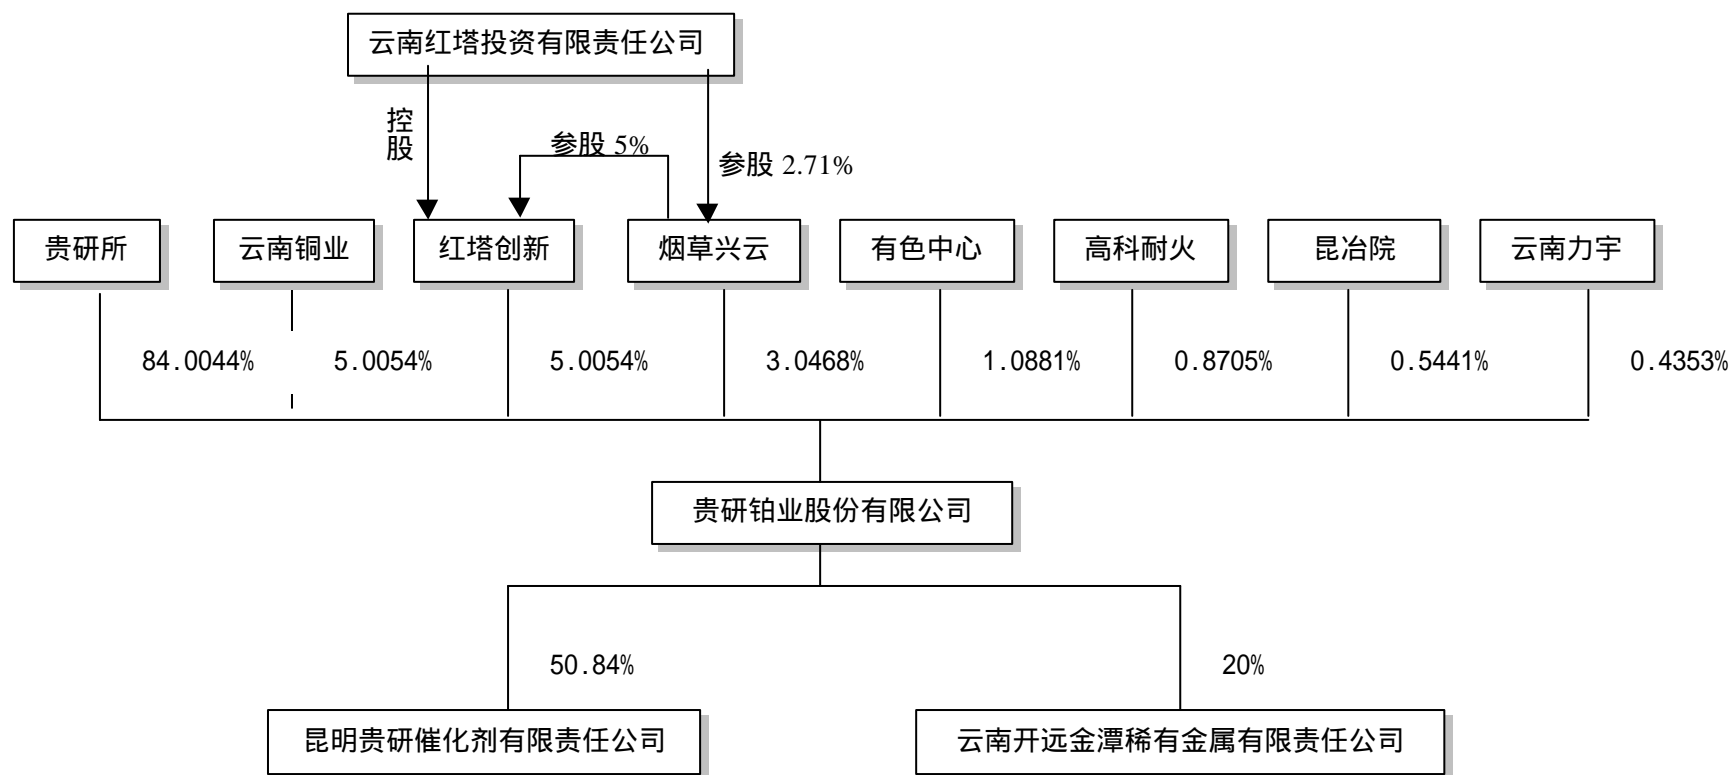 云南红塔投资有限责任公司
控股
参股 5%
参股 2.71%
贵研所
云南铜业
红塔创新
烟草兴云
有色中心
高科耐火
昆冶院
云南力宇
84.0044%
5.0054%
5.0054%
3.0468%
1.0881%
0.8705%
0.5441%
0.4353%
贵研铂业股份有限公司
50.84%
20%
昆明贵研催化剂有限责任公司
云南开远金潭稀有金属有限责任公司